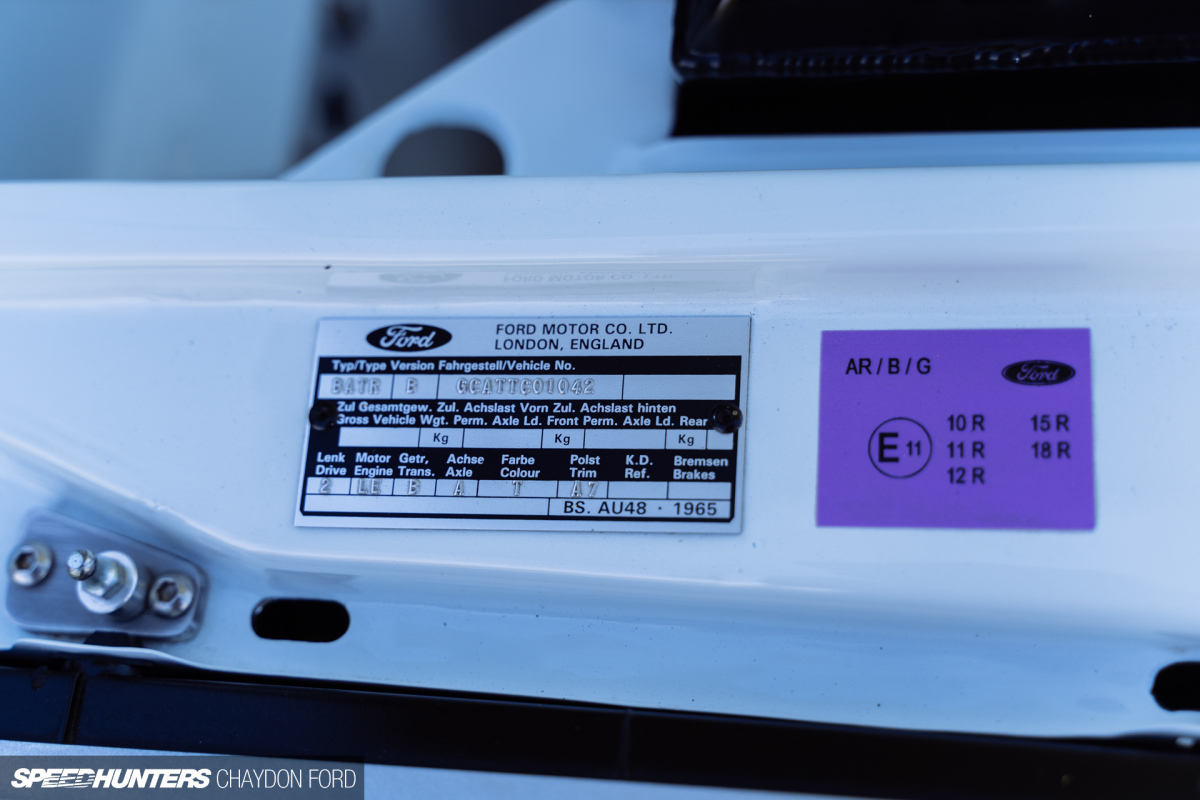 Ford
FORD MOTOR CO. LTD.
LONDON, ENGLAND
Typ/Type Version Fahrgestell/Vehicle No.
BATR B GCATTC01042
Zul Gesamtgew. Zul. Achslast Vorn Zul. Achslast hinten
Gross Vehicle Wgt. Perm. Axle Ld. Front Perm. Axle Ld. Rear
Kg Kg Kg
Lenk Motor Getr, Achse Farbe Polst K.D. Bremsen
Drive Engine Trans. Axle Colour Trim Ref. Brakes
2 LE B A T A7
BS. AU48 · 1965
AR / B / G Ford
E 11
10 R 15 R
11 R 18 R
12 R
SPEEDHUNTERS CHAYDON FORD